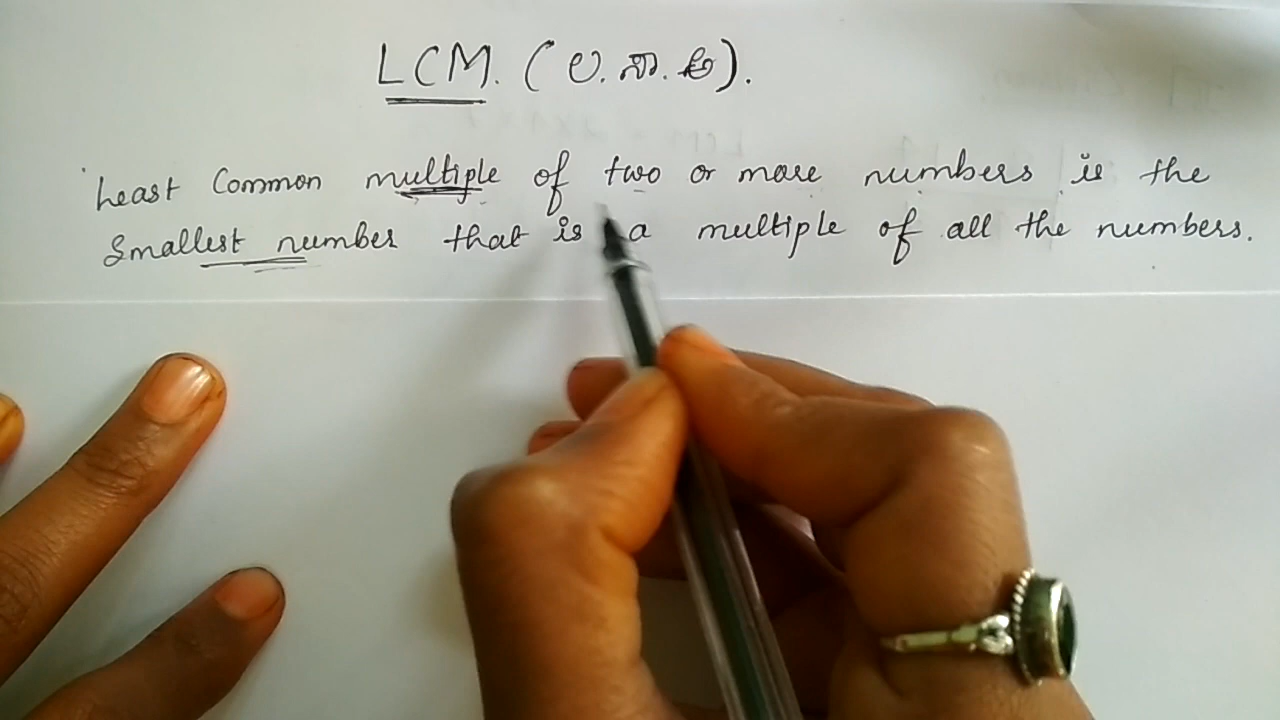 LCM. (ల.సా.అ).
Least Common multiple of two or more numbers is the
Smallest number that is a multiple of all the numbers.